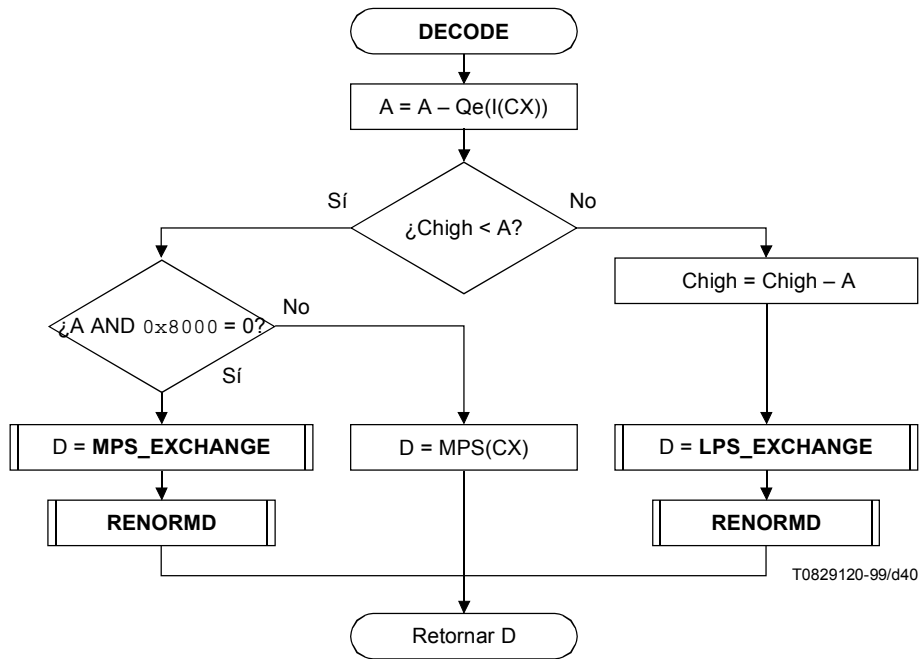 DECODE
A = A – Qe(I(CX))
¿Chigh < A?
Sí
No
Chigh = Chigh – A
¿A AND 0x8000 = 0?
No
Sí
D = MPS_EXCHANGE
D = MPS(CX)
D = LPS_EXCHANGE
RENORMD
RENORMD
T0829120-99/d40
Retornar D